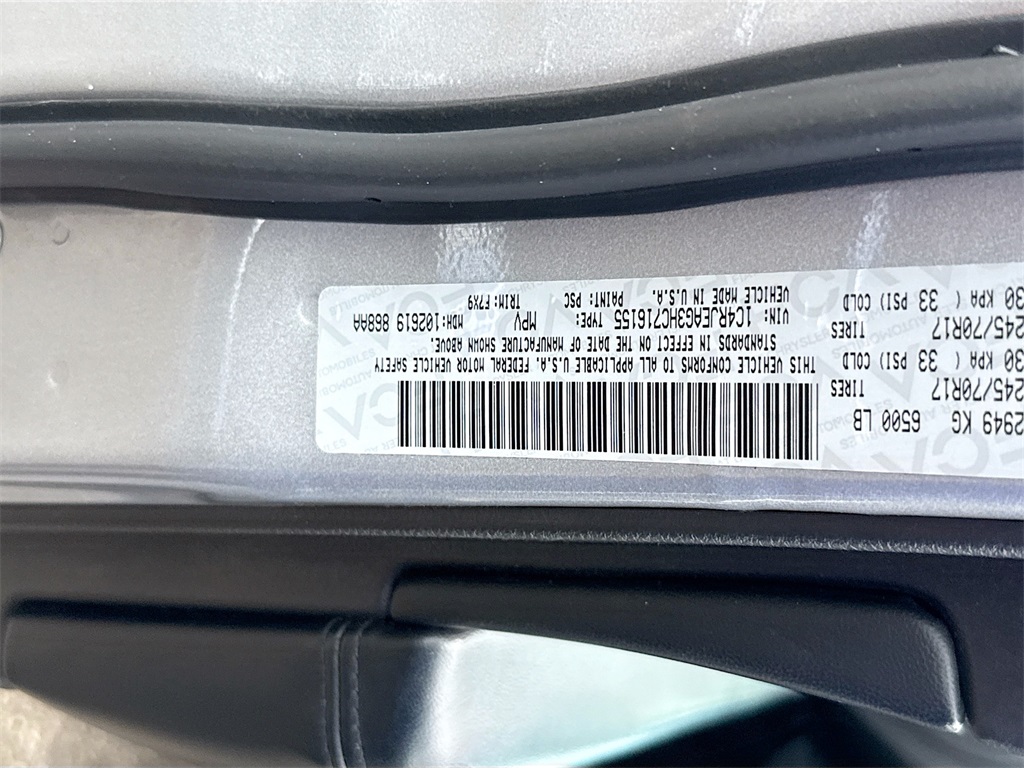 2949 KG 6500 LB
245/70R17 TIRES
30 KPA ( 33 PSI) COLD
245/70R17 TIRES
30 KPA ( 33 PSI) COLD
THIS VEHICLE CONFORMS TO ALL APPLICABLE U.S.A. FEDERAL MOTOR VEHICLE SAFETY
STANDARDS IN EFFECT ON THE DATE OF MANUFACTURE SHOWN ABOVE.
VIN: 1C4RJEAG3HC716155 TYPE: MPV MDH: 102619 868AA
VEHICLE MADE IN U.S.A. PAINT: PSC TRIM: F7X9